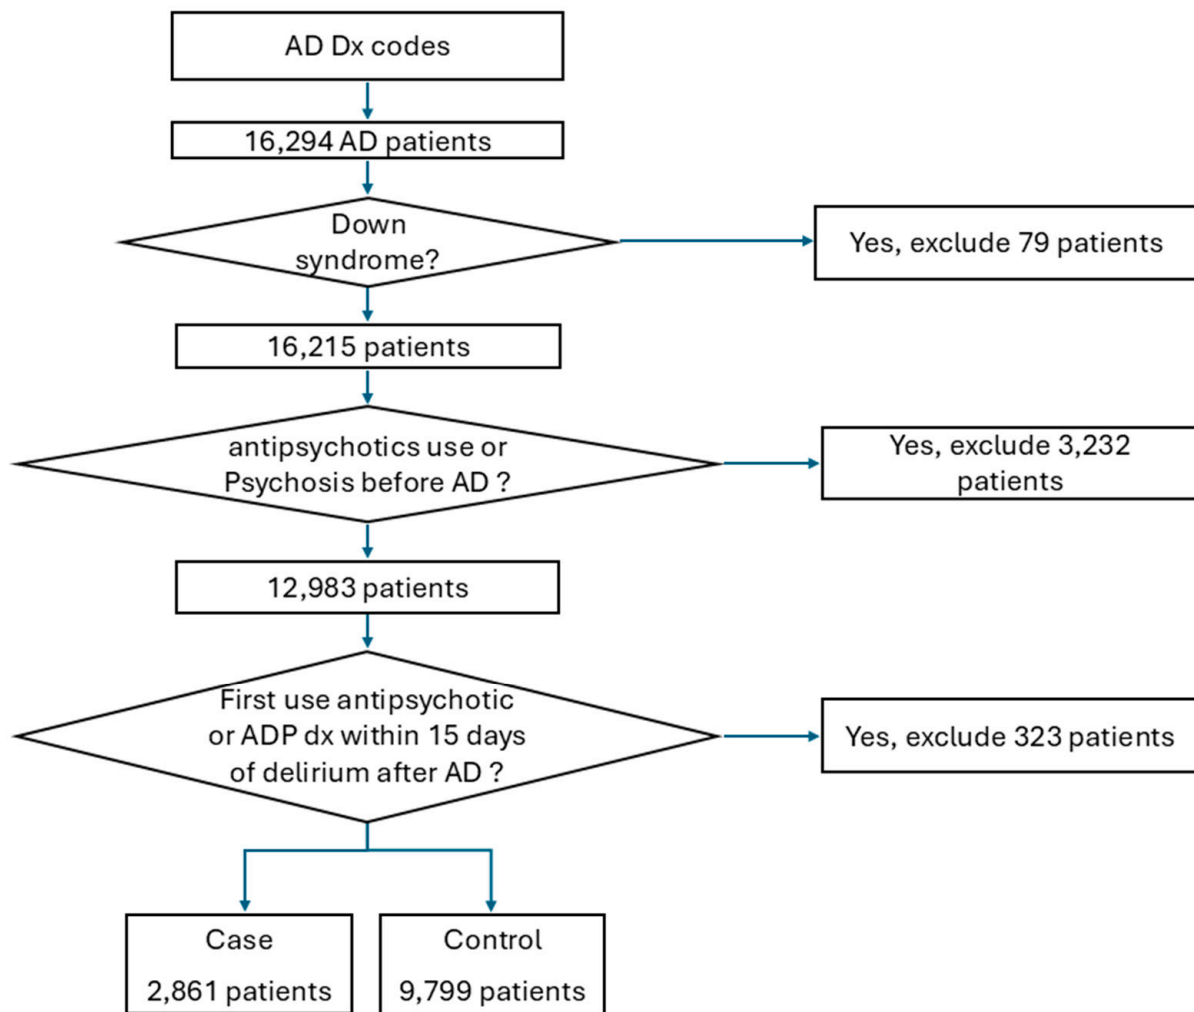 AD Dx codes
16,294 AD patients
Down
syndrome?
Yes, exclude 79 patients
16,215 patients
antipsychotics use or
Psychosis before AD ?
Yes, exclude 3,232
patients
12,983 patients
First use antipsychotic
or ADP dx within 15 days
of delirium after AD ?
Yes, exclude 323 patients
Case
2,861 patients
Control
9,799 patients